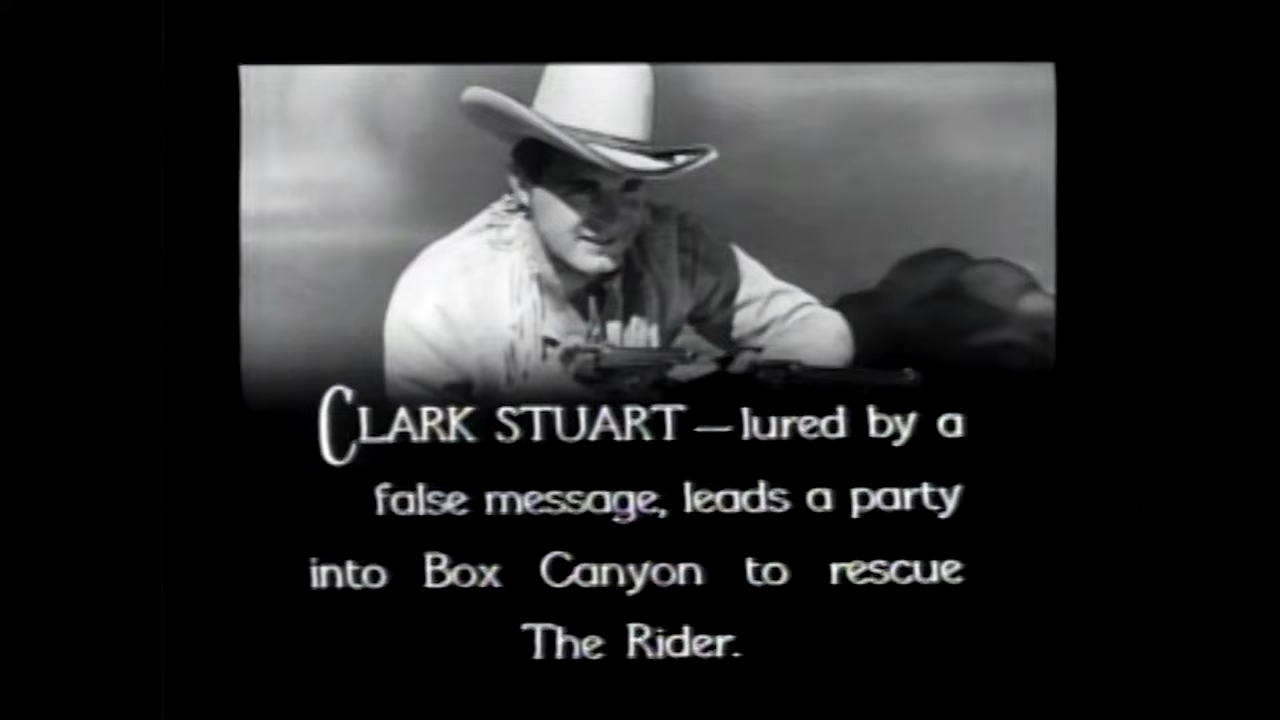 CLARK STUART – lured by a
false message, leads a party
into Box Canyon to rescue
The Rider.